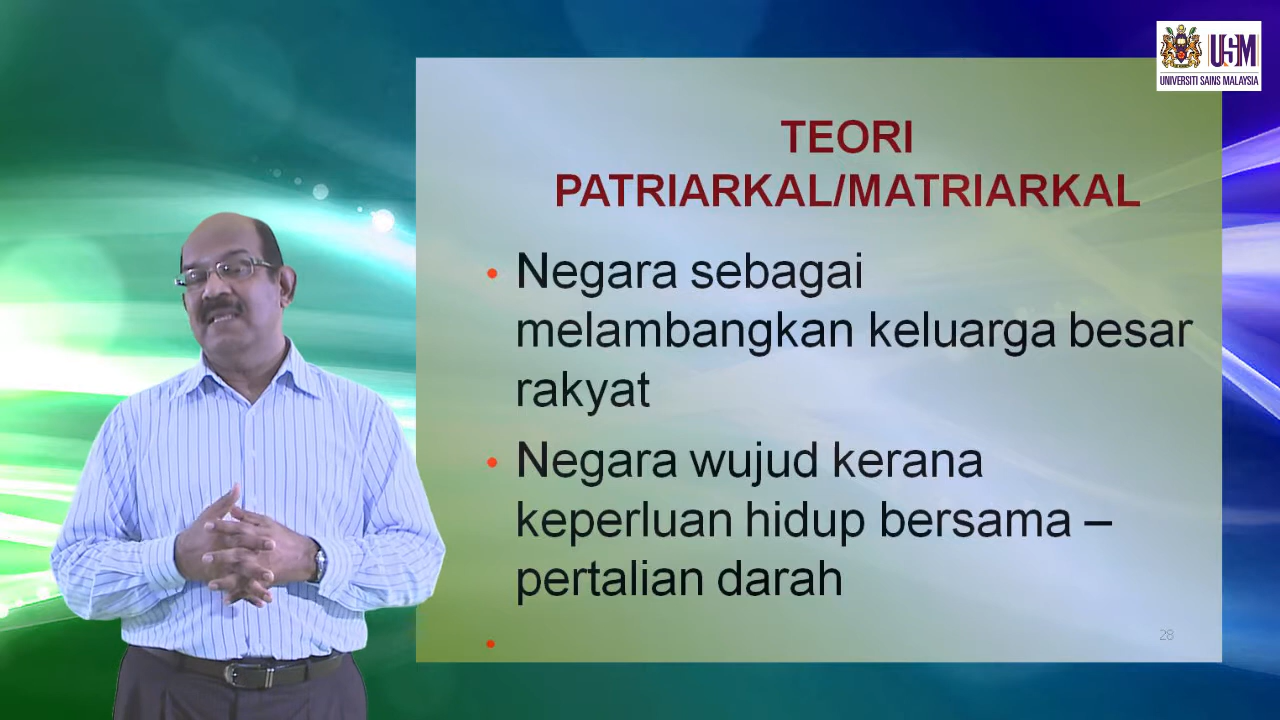 USM
UNIVERSITI SAINS MALAYSIA
TEORI
PATRIARKAL/MATRIARKAL
• Negara sebagai
melambangkan keluarga besar
rakyat
• Negara wujud kerana
keperluan hidup bersama –
pertalian darah
•
28